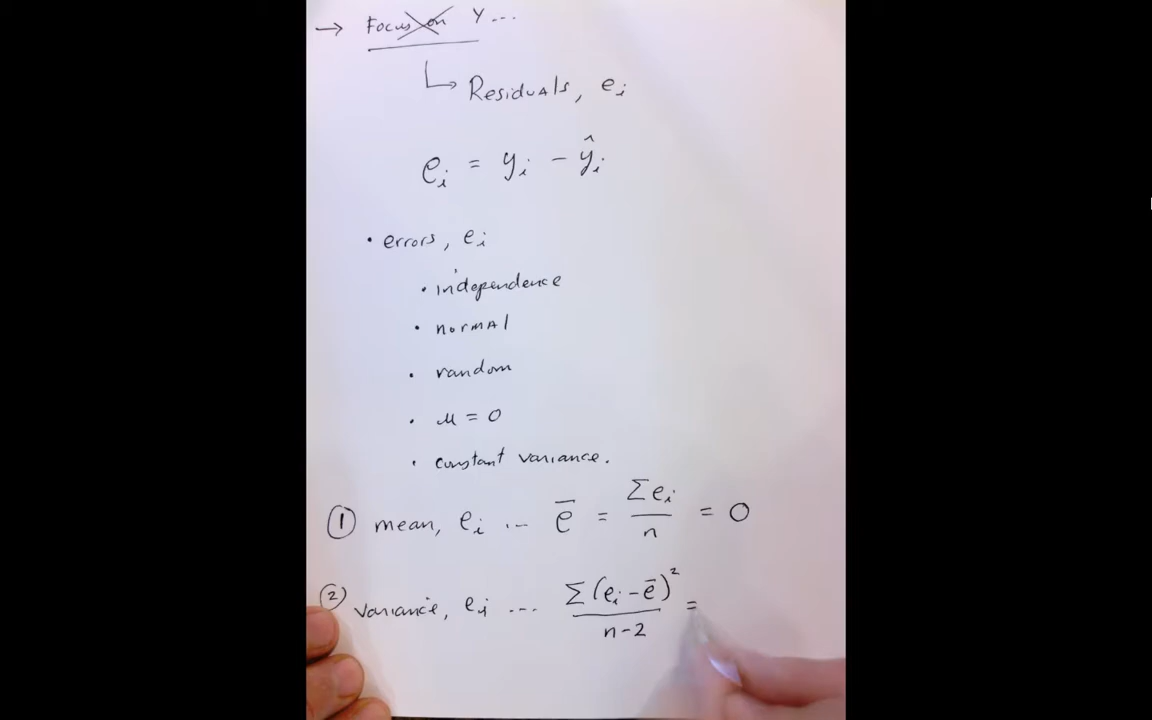 → Focus on Y...
↳ Residuals, eᵢ
eᵢ = yᵢ - ŷᵢ
• errors, eᵢ
• independence
• normal
• random
• μ = 0
• constant variance.
① mean, eᵢ ... e̅ = Σeᵢ / n = 0
② variance, eᵢ ... Σ(eᵢ - e̅)² / n-2 =